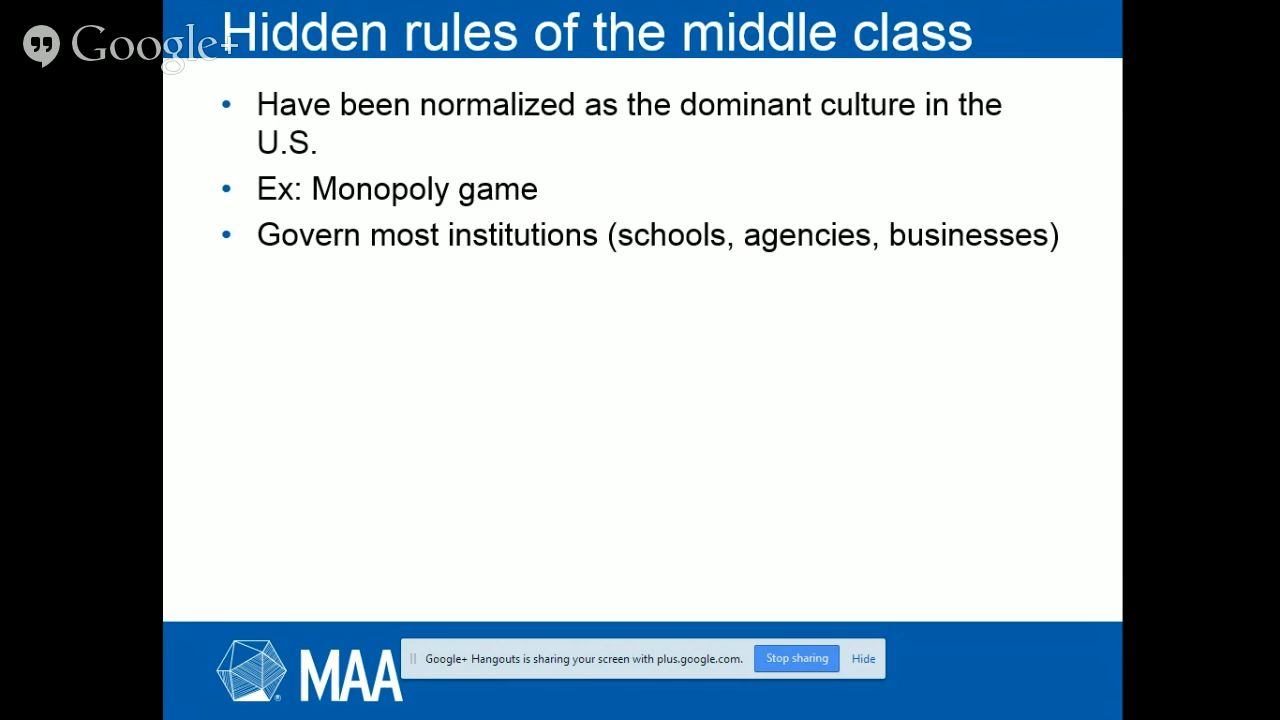 Google+
Hidden rules of the middle class
• Have been normalized as the dominant culture in the
U.S.
• Ex: Monopoly game
• Govern most institutions (schools, agencies, businesses)
MAA
Google+ Hangouts is sharing your screen with plus.google.com. Stop sharing Hide